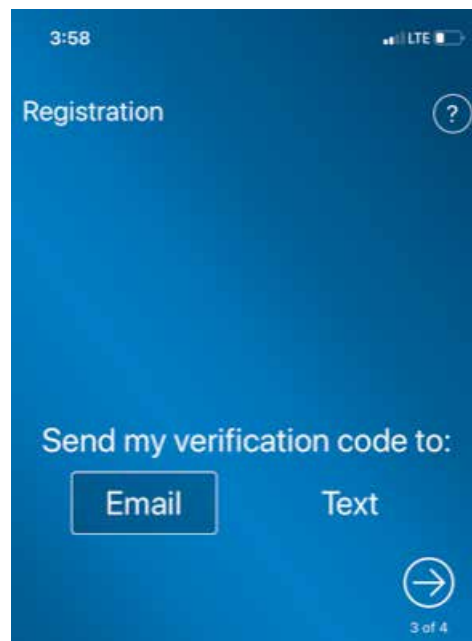 3:58 LTE
Registration ?
Send my verification code to:
Email Text
3 of 4